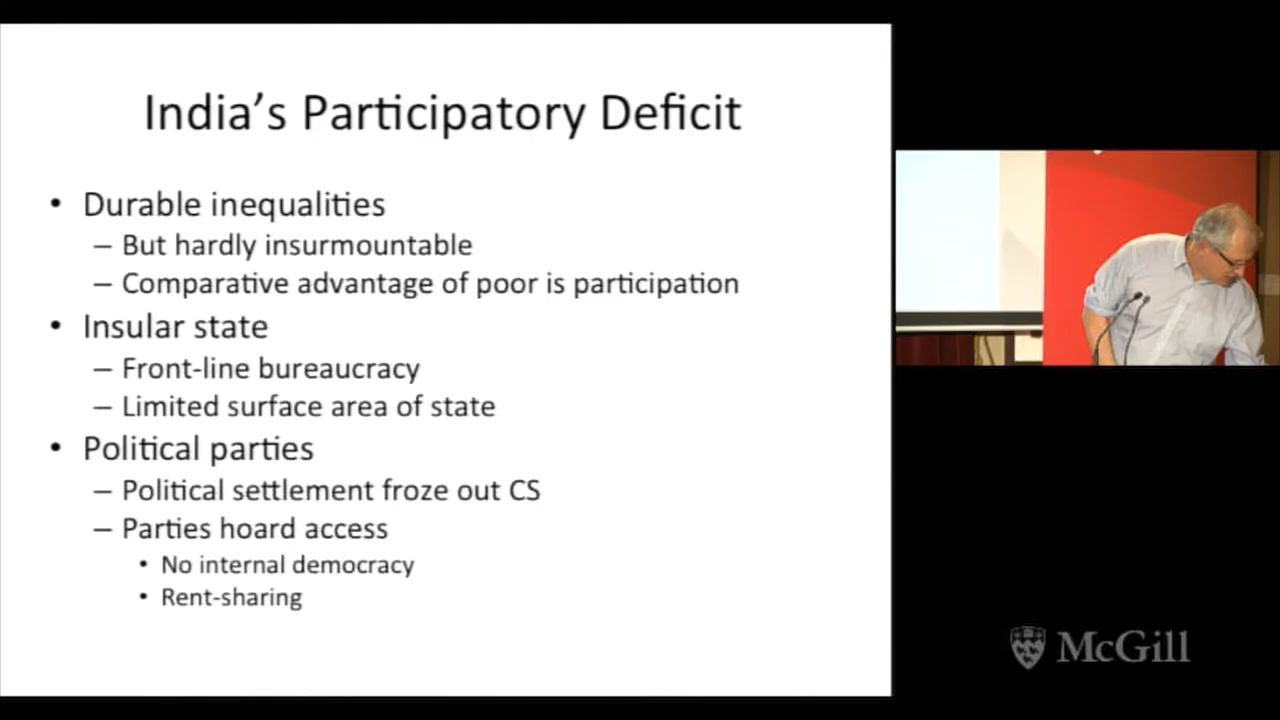 India's Participatory Deficit
• Durable inequalities
– But hardly insurmountable
– Comparative advantage of poor is participation
• Insular state
– Front-line bureaucracy
– Limited surface area of state
• Political parties
– Political settlement froze out CS
– Parties hoard access
• No internal democracy
• Rent-sharing
McGill